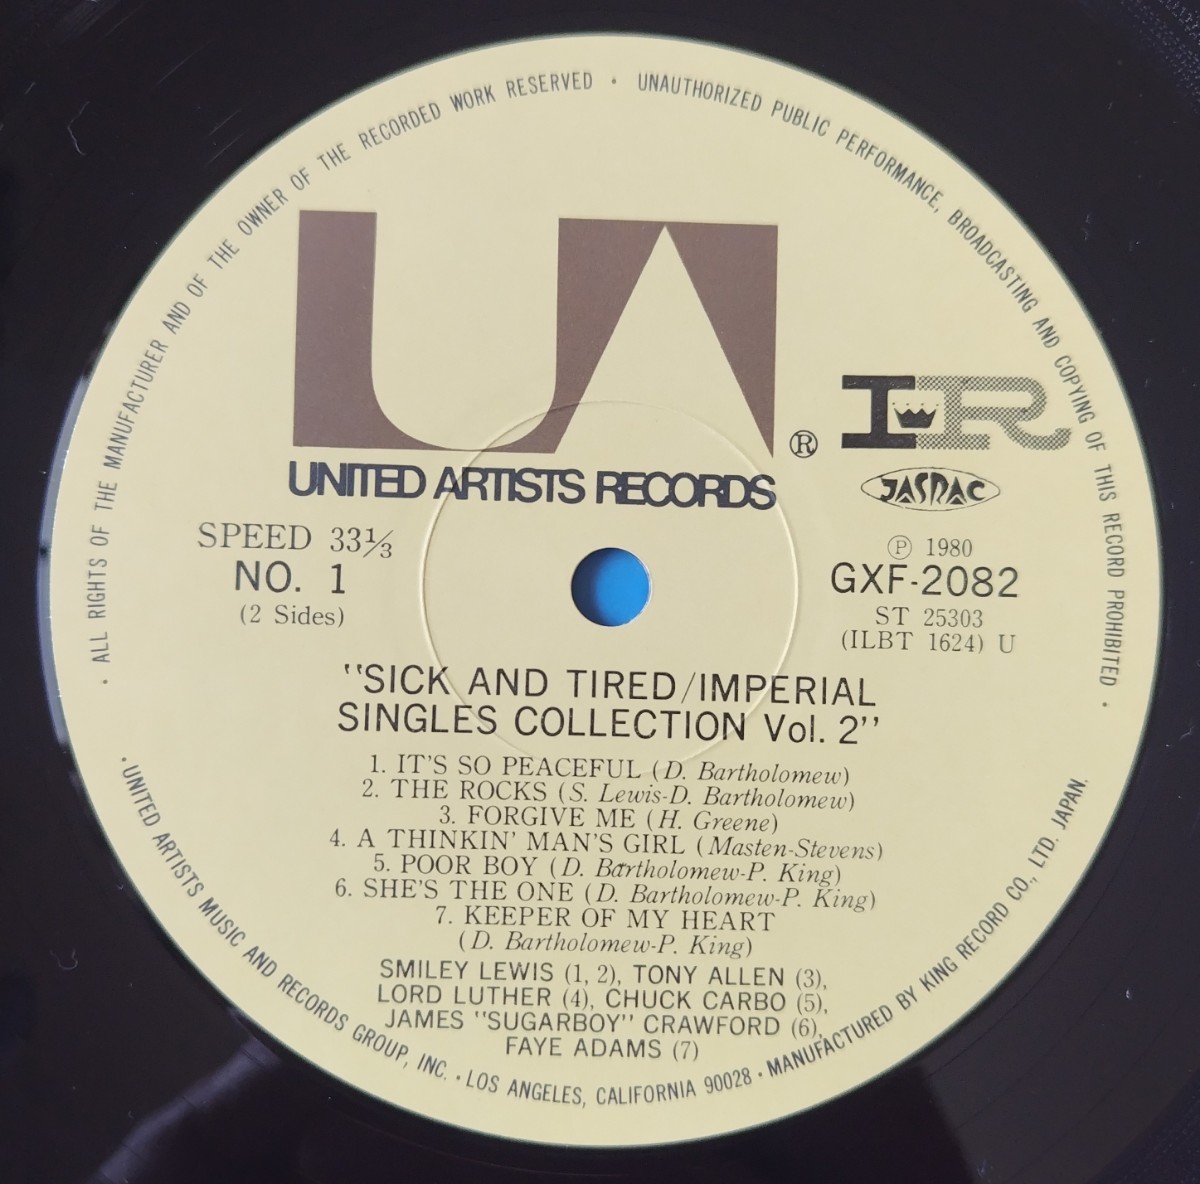 · ALL RIGHTS OF THE MANUFACTURER AND OF THE OWNER OF THE RECORDED WORK RESERVED · UNAUTHORIZED PUBLIC PERFORMANCE, BROADCASTING AND COPYING OF THIS RECORD PROHIBITED ·
UA
®
UNITED ARTISTS RECORDS
IR
JASRAC
SPEED 33⅓
NO. 1
(2 Sides)
Ⓟ 1980
GXF-2082
ST 25303
(ILBT 1624) U
"SICK AND TIRED/IMPERIAL
SINGLES COLLECTION Vol. 2"
1. IT'S SO PEACEFUL (D. Bartholomew)
2. THE ROCKS (S. Lewis-D. Bartholomew)
3. FORGIVE ME (H. Greene)
4. A THINKIN' MAN'S GIRL (Masten-Stevens)
5. POOR BOY (D. Bartholomew-P. King)
6. SHE'S THE ONE (D. Bartholomew-P. King)
7. KEEPER OF MY HEART
(D. Bartholomew-P. King)
SMILEY LEWIS (1, 2), TONY ALLEN (3),
LORD LUTHER (4), CHUCK CARBO (5),
JAMES "SUGARBOY" CRAWFORD (6),
FAYE ADAMS (7)
· UNITED ARTISTS MUSIC AND RECORDS GROUP, INC. · LOS ANGELES, CALIFORNIA 90028 · MANUFACTURED BY KING RECORD CO., LTD. JAPAN.